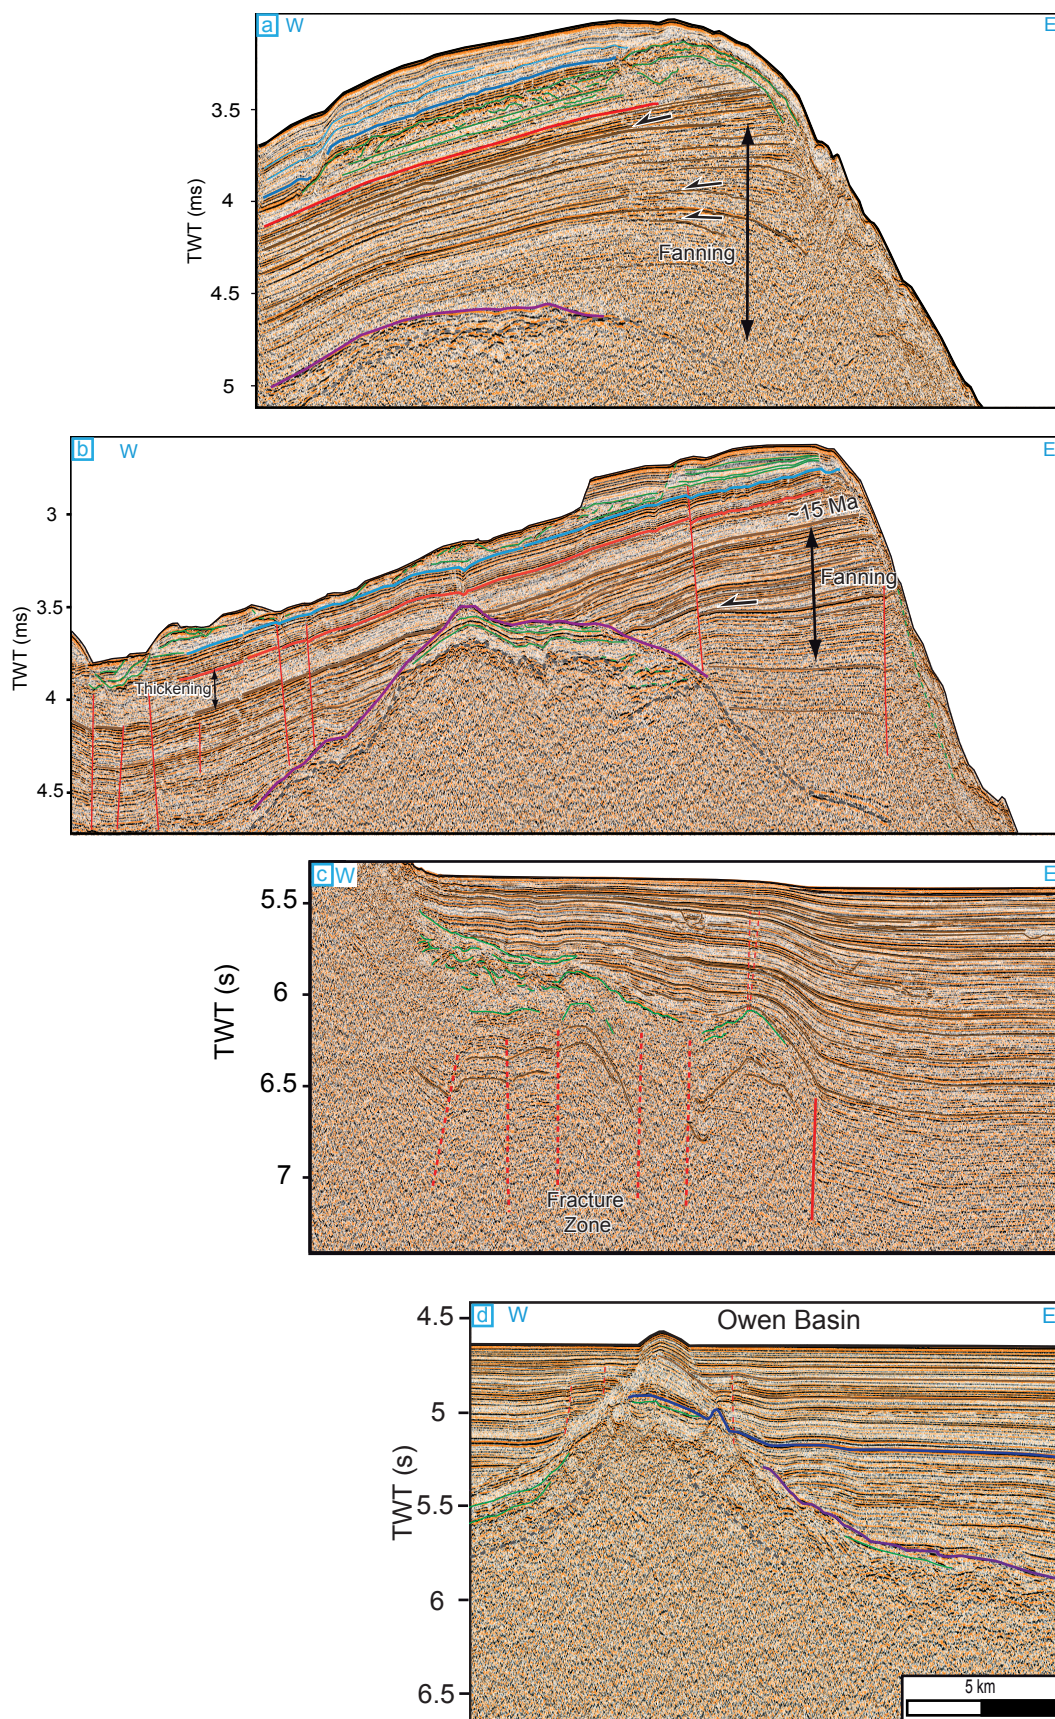 a W E
3.5
4
TWT (ms)
Fanning
4.5
5
b W E
3
~15 Ma
Fanning
3.5
TWT (ms)
Thickening
4
4.5
c W E
5.5
TWT (s)
6
6.5
7
Fracture
Zone
d W Owen Basin E
4.5
5
TWT (s)
5.5
6
6.5
5 km